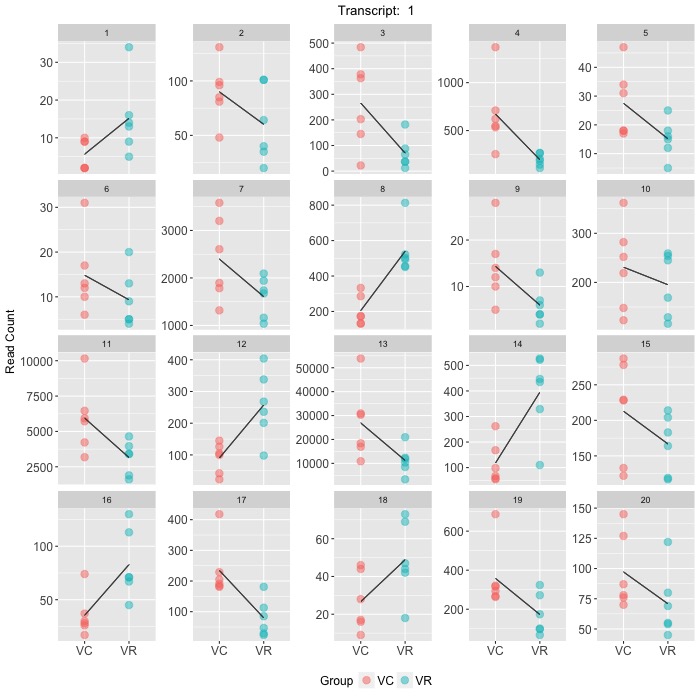 Transcript: 1
1 2 3 4 5
30 20 10
100 50
500 400 300 200 100 0
1000 500
40 30 20 10
6 7 8 9 10
30 20 10
3000 2000 1000
800 600 400 200
20 10
300 200
11 12 13 14 15
10000 7500 5000 2500
400 300 200 100
50000 40000 30000 20000 10000
500 400 300 200 100
250 200 150
16 17 18 19 20
100 50
400 300 200 100
60 40 20
600 400 200
150 125 100 75 50
VC VR VC VR VC VR VC VR VC VR
Read Count
Group VC VR